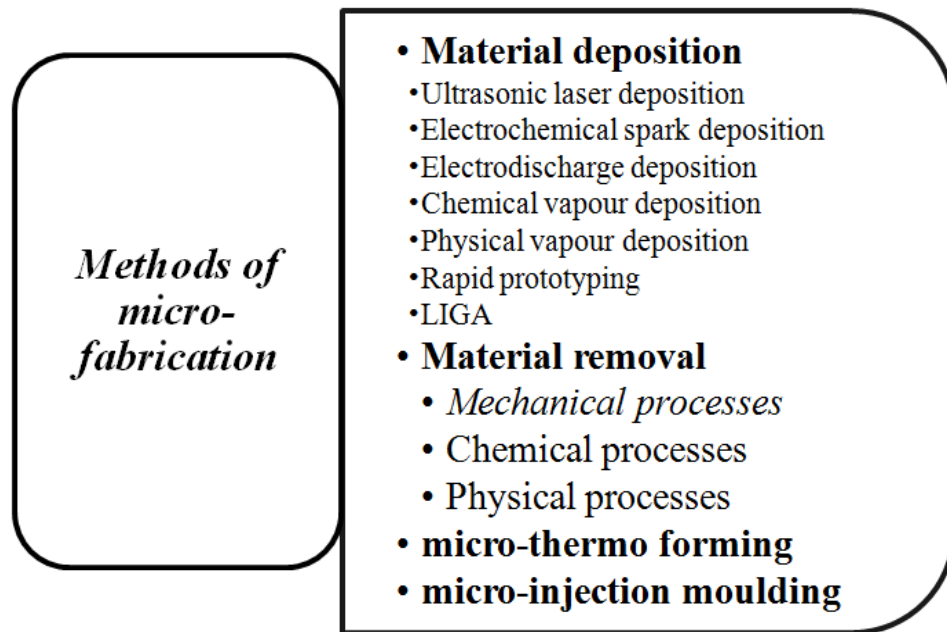 Methods of
micro-
fabrication
• Material deposition
•Ultrasonic laser deposition
•Electrochemical spark deposition
•Electrodischarge deposition
•Chemical vapour deposition
•Physical vapour deposition
•Rapid prototyping
•LIGA
• Material removal
• Mechanical processes
• Chemical processes
• Physical processes
• micro-thermo forming
• micro-injection moulding